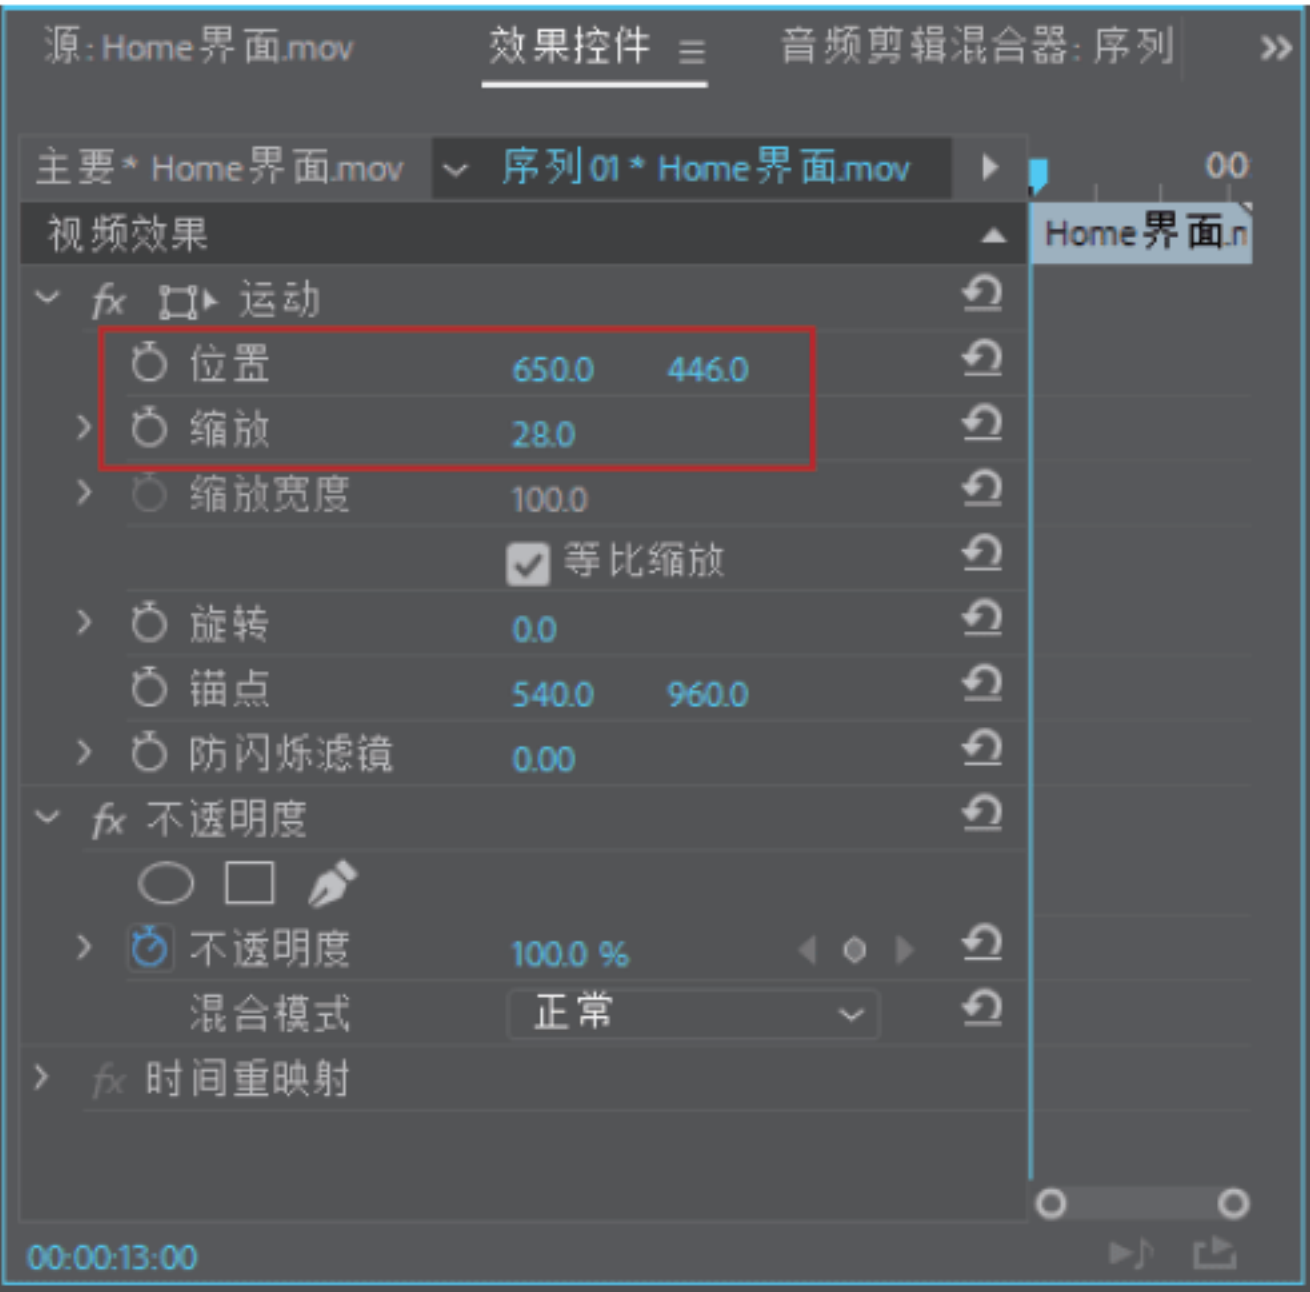 源: Home界面.mov 效果控件 音频剪辑混合器: 序列
主要* Home界面.mov 序列 01 * Home界面.mov 00
视频效果 Home界面.m
fx 运动
位置 650.0 446.0
缩放 28.0
缩放宽度 100.0
等比缩放
旋转 0.0
锚点 540.0 960.0
防闪烁滤镜 0.00
fx 不透明度
不透明度 100.0 %
混合模式 正常
fx 时间重映射
00:00:13:00